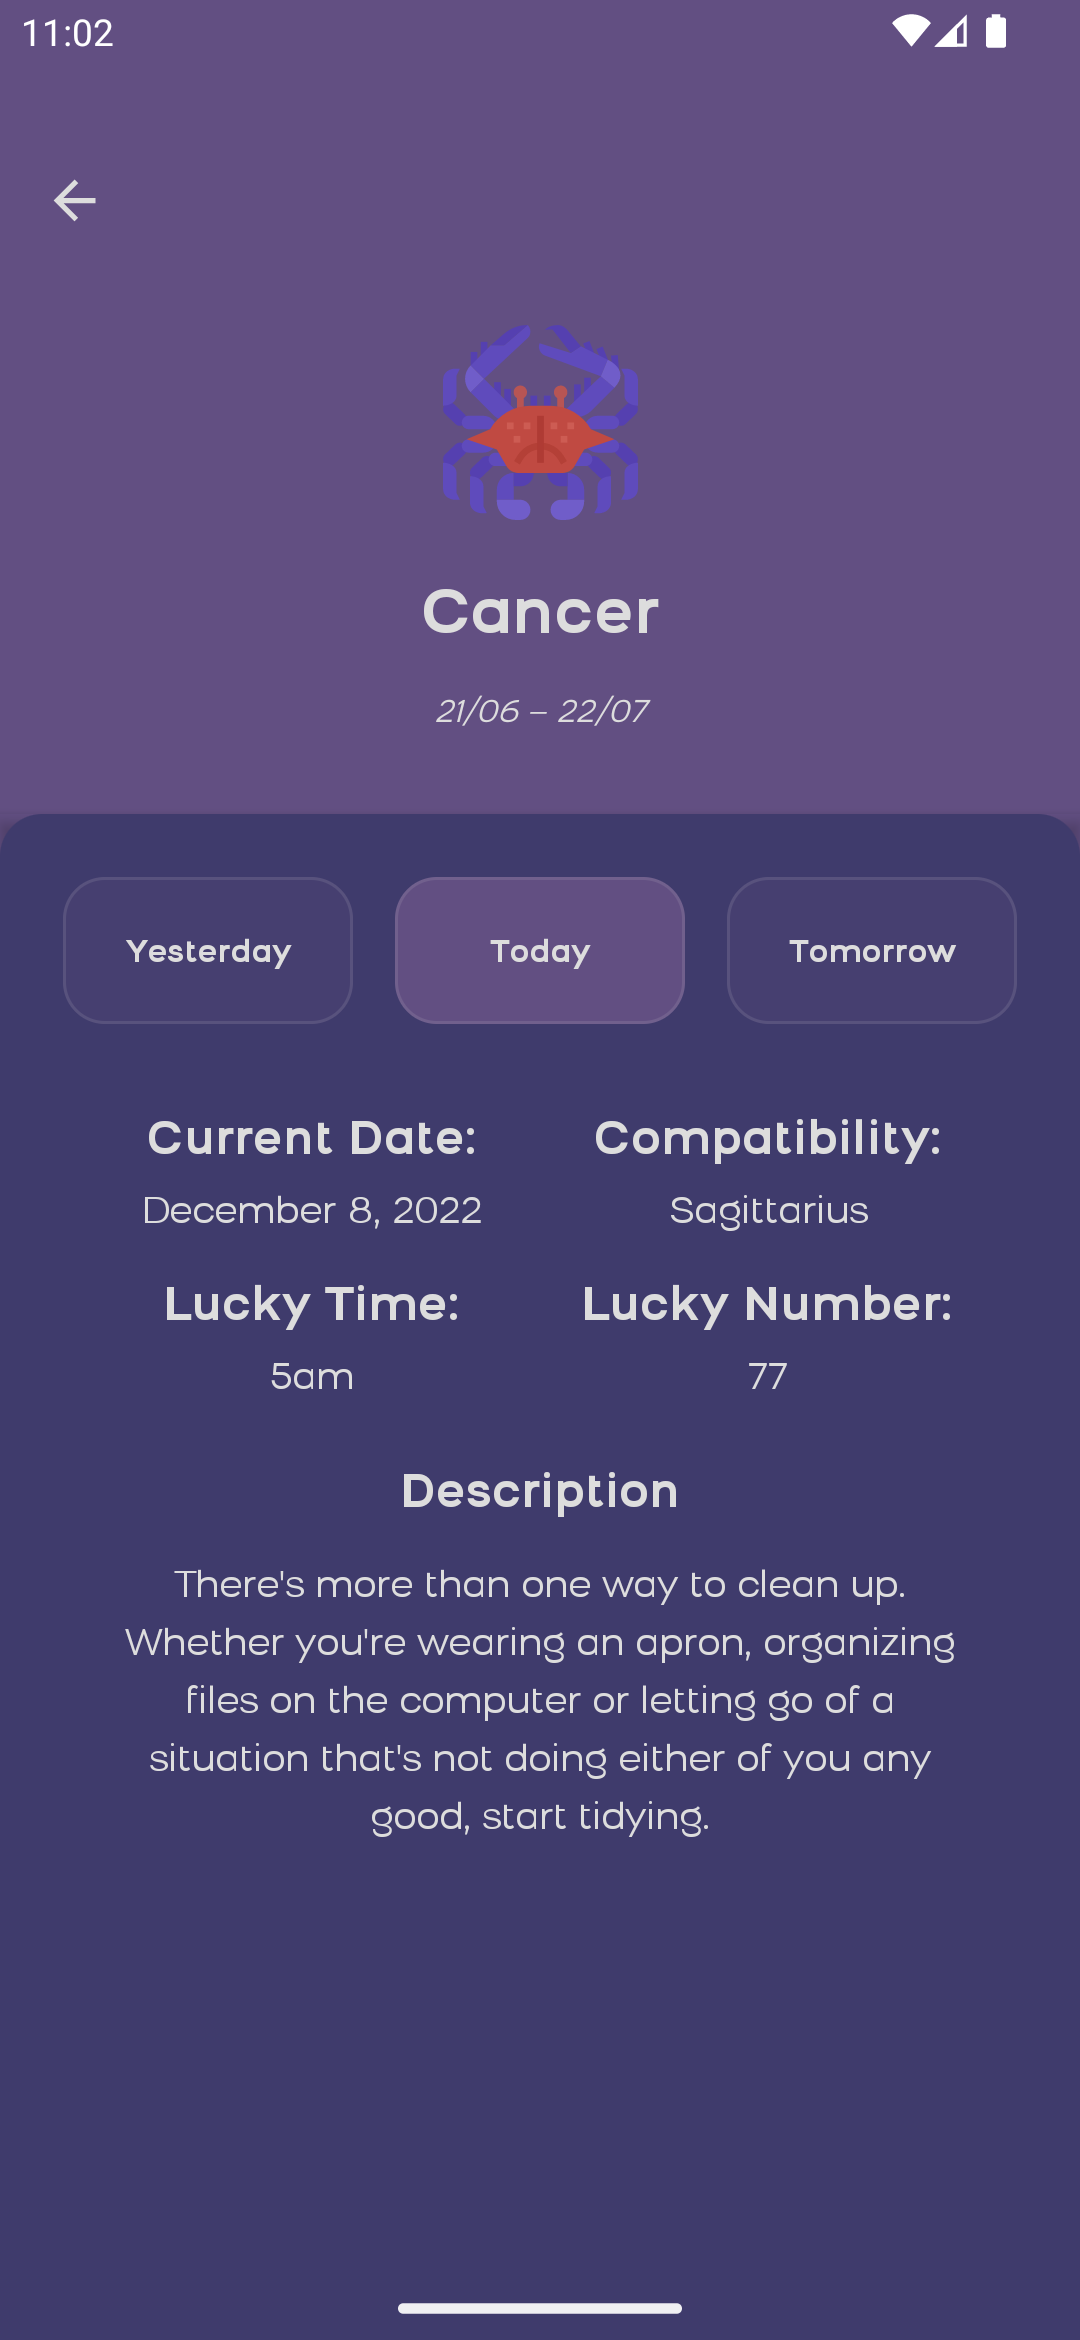 11:02
Cancer
21/06 – 22/07
Yesterday
Today
Tomorrow
Current Date:
Compatibility:
December 8, 2022
Sagittarius
Lucky Time:
Lucky Number:
5am
77
Description
There's more than one way to clean up.
Whether you're wearing an apron, organizing
files on the computer or letting go of a
situation that's not doing either of you any
good, start tidying.